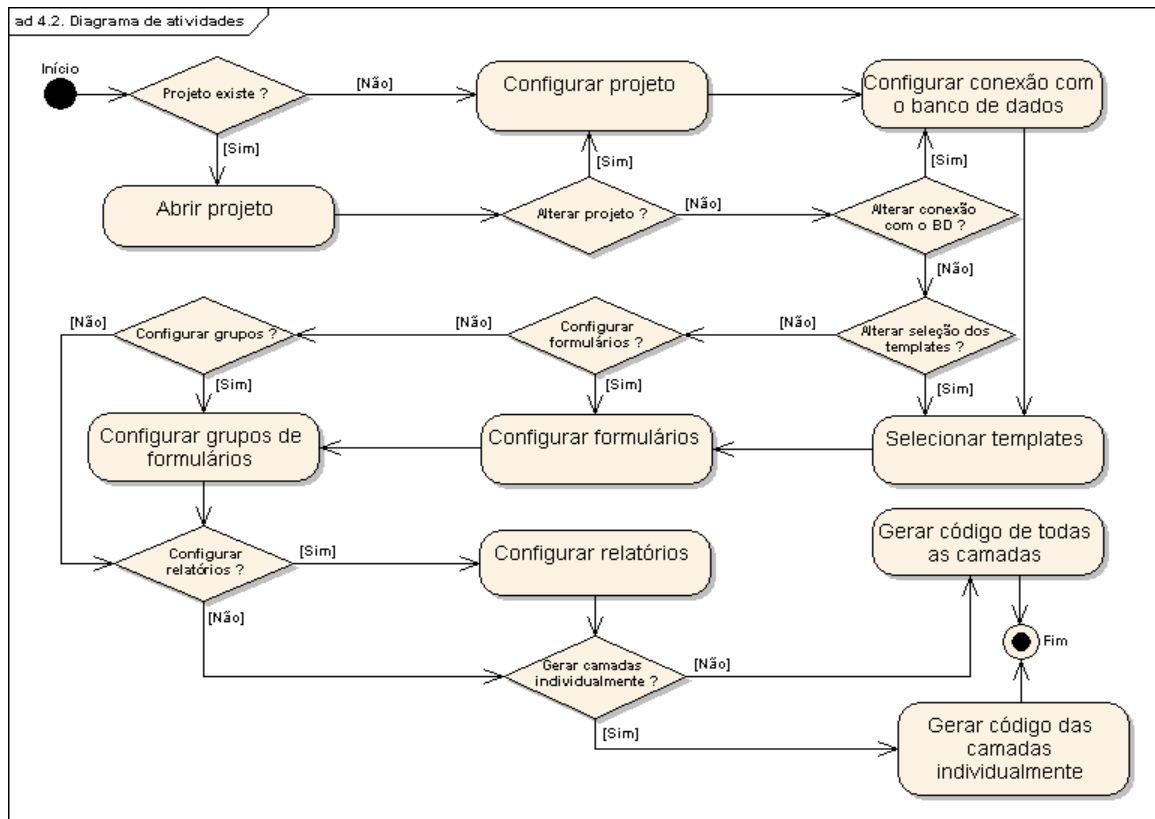 ad 4.2. Diagrama de atividades
Início
Projeto existe ?
[Não]
Configurar projeto
Configurar conexão com
o banco de dados
[Sim]
[Sim]
[Sim]
Abrir projeto
Alterar projeto ?
[Não]
Alterar conexão
com o BD ?
[Não]
[Não]
Configurar grupos ?
[Não]
Configurar
formulários ?
[Não]
Alterar seleção dos
templates ?
[Sim]
[Sim]
[Sim]
Configurar grupos de
formulários
Configurar formulários
Selecionar templates
Configurar
relatórios ?
[Sim]
Configurar relatórios
Gerar código de todas
as camadas
[Não]
Gerar camadas
individualmente ?
[Não]
Fim
[Sim]
Gerar código das
camadas
individualmente